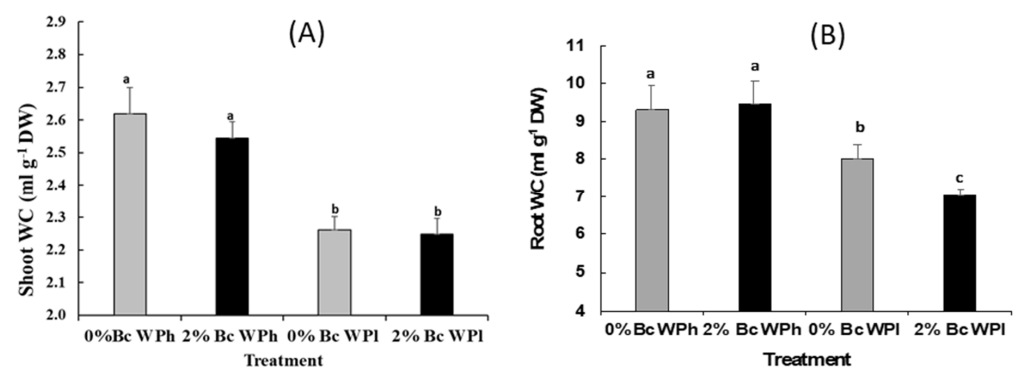 (A)
Shoot WC (ml g-1 DW)
2.9
2.8
2.7
2.6
2.5
2.4
2.3
2.2
2.1
2.0
a
a
b
b
0%Bc WPh 2% Bc WPh 0% Bc WPl 2% Bc WPl
Treatment
(B)
Root WC (ml g1 DW)
11
10
9
8
7
6
5
4
a
a
b
c
0% Bc WPh 2% Bc WPh 0% Bc WPl 2% Bc WPl
Treatment